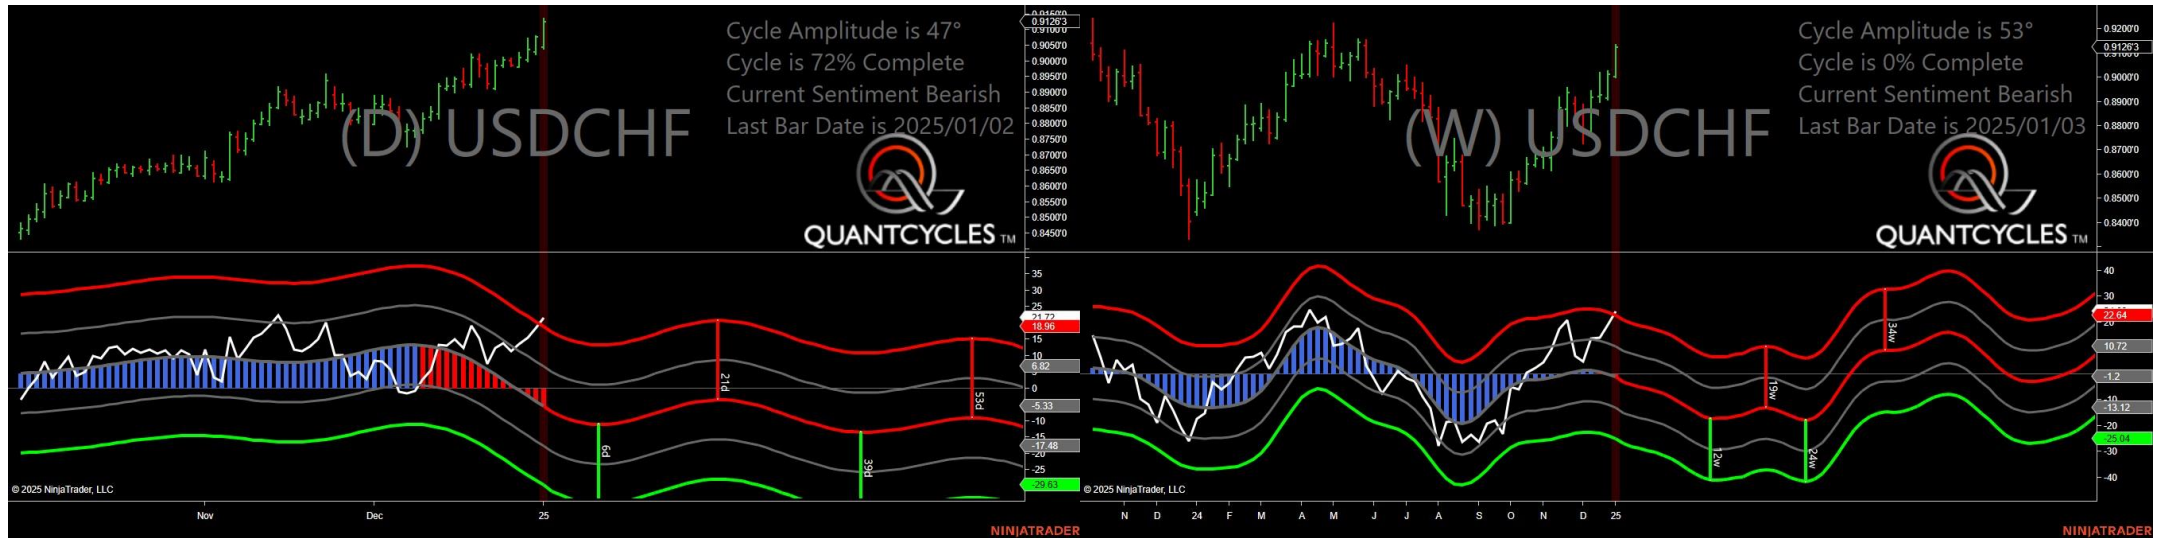 0.9150'0
0.9126'3
0.9100'0
0.9050'0
0.9000'0
0.8950'0
0.8900'0
0.8850'0
0.8800'0
0.8750'0
0.8700'0
0.8650'0
0.8600'0
0.8550'0
0.8500'0
0.8450'0
Cycle Amplitude is 47°
Cycle is 72% Complete
Current Sentiment Bearish
Last Bar Date is 2025/01/02
(D) USDCHF
QUANTCYCLES TM
35
30
25
21.72
18.96
15
10
6.82
5
0
-5.33
-10
-15
-17.48
-20
-25
-29.63
6d
21d
39d
53d
© 2025 NinjaTrader, LLC
Nov Dec 25
NINJATRADER
0.9200'0
0.9126'3
0.9100'0
0.9000'0
0.8900'0
0.8800'0
0.8700'0
0.8600'0
0.8500'0
0.8400'0
Cycle Amplitude is 53°
Cycle is 0% Complete
Current Sentiment Bearish
Last Bar Date is 2025/01/03
(W) USDCHF
QUANTCYCLES TM
40
30
22.64
20
10.72
-1.2
-10
-13.12
-20
-25.04
-30
-40
12w
19w
24w
34w
© 2025 NinjaTrader, LLC
N D 24 F M A M J J A S O N D 25
NINJATRADER